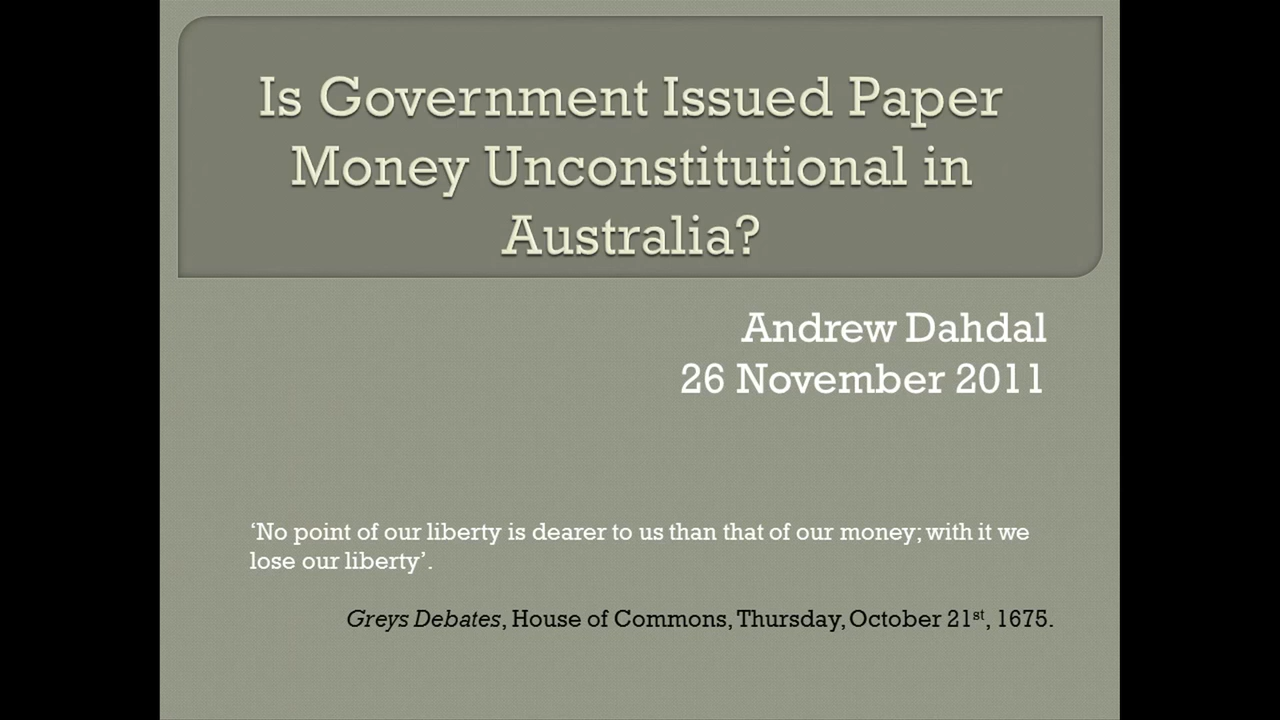 Is Government Issued Paper
Money Unconstitutional in
Australia?
Andrew Dahdal
26 November 2011
‘No point of our liberty is dearer to us than that of our money; with it we
lose our liberty’.
Greys Debates, House of Commons, Thursday, October 21st, 1675.